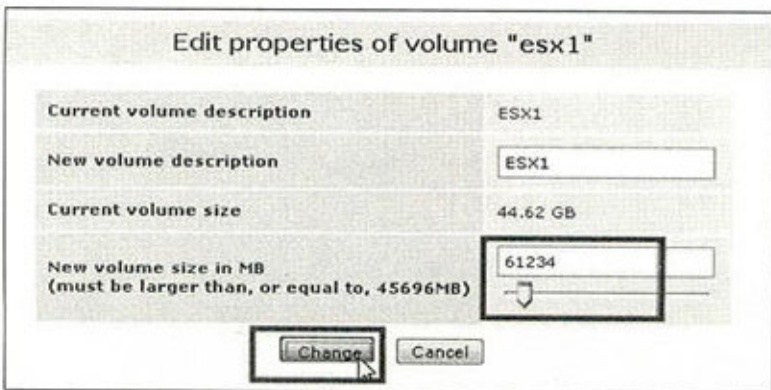 Edit properties of volume "esx1"
Current volume description ESX1
New volume description ESX1
Current volume size 44.62 GB
New volume size in MB
(must be larger than, or equal to, 45696MB) 61234
Change Cancel